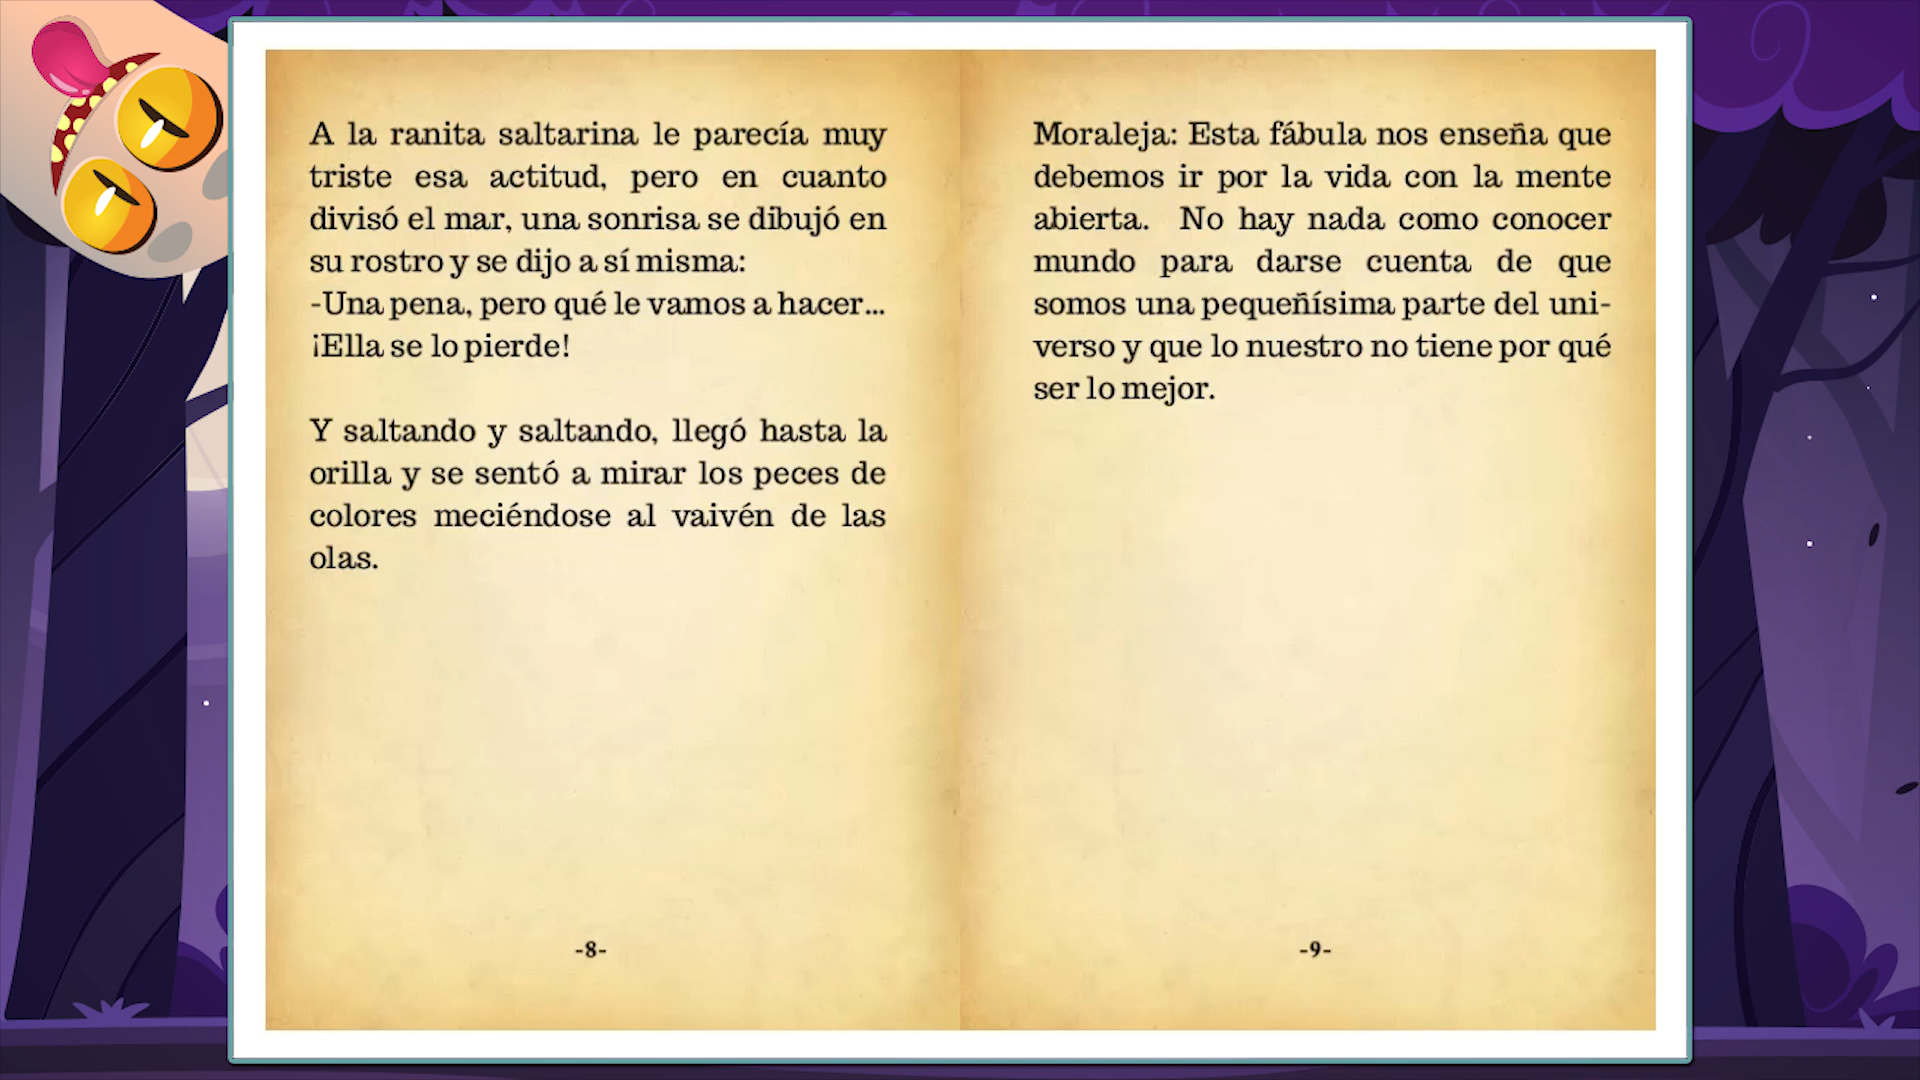 A la ranita saltarina le parecía muy
triste esa actitud, pero en cuanto
divisó el mar, una sonrisa se dibujó en
su rostro y se dijo a sí misma:
-Una pena, pero qué le vamos a hacer...
¡Ella se lo pierde!
Y saltando y saltando, llegó hasta la
orilla y se sentó a mirar los peces de
colores meciéndose al vaivén de las
olas.
-8-
Moraleja: Esta fábula nos enseña que
debemos ir por la vida con la mente
abierta. No hay nada como conocer
mundo para darse cuenta de que
somos una pequeñísima parte del uni-
verso y que lo nuestro no tiene por qué
ser lo mejor.
-9-